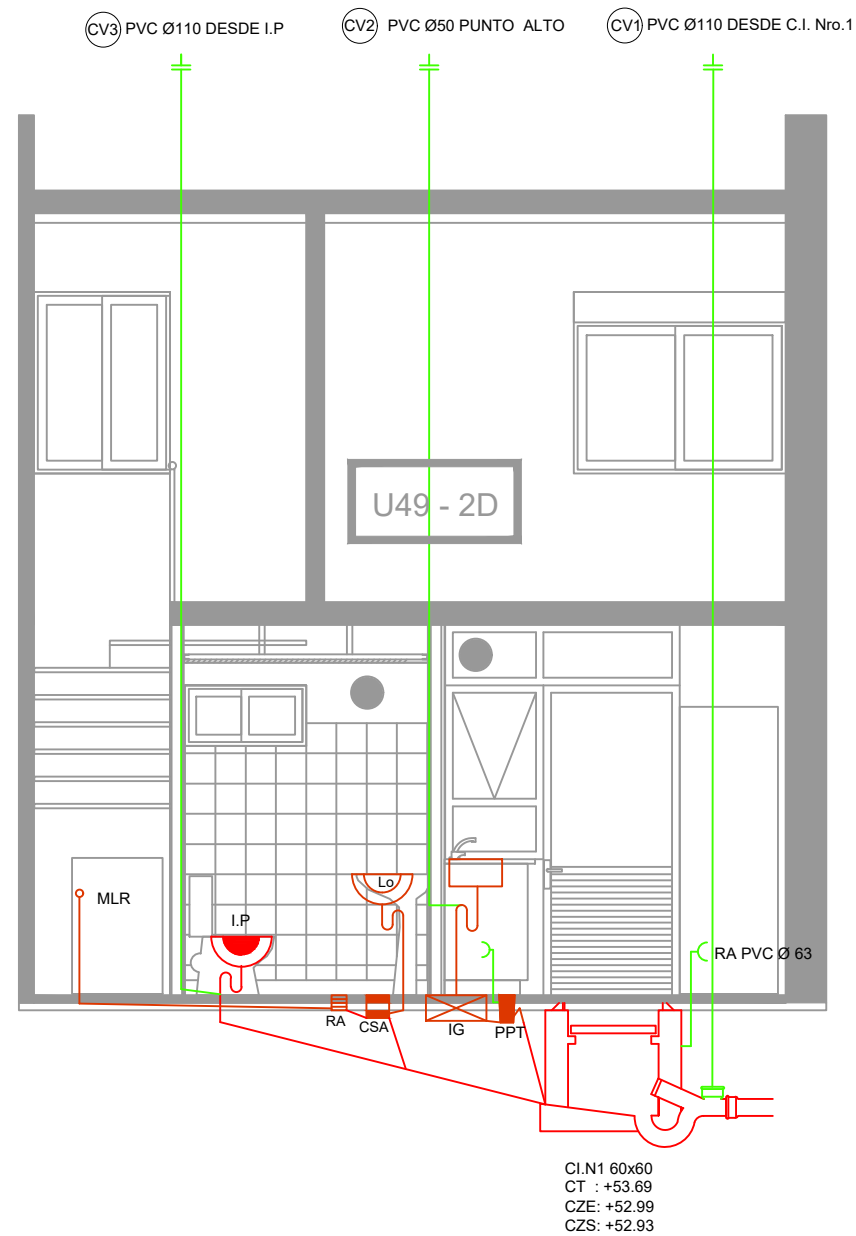 CV3 PVC Ø110 DESDE I.P
CV2 PVC Ø50 PUNTO ALTO
CV1 PVC Ø110 DESDE C.I. Nro.1
U49 - 2D
MLR
I.P
Lo
RA PVC Ø 63
RA
CSA
IG
PPT
CI.N1 60x60
CT : +53.69
CZE: +52.99
CZS: +52.93